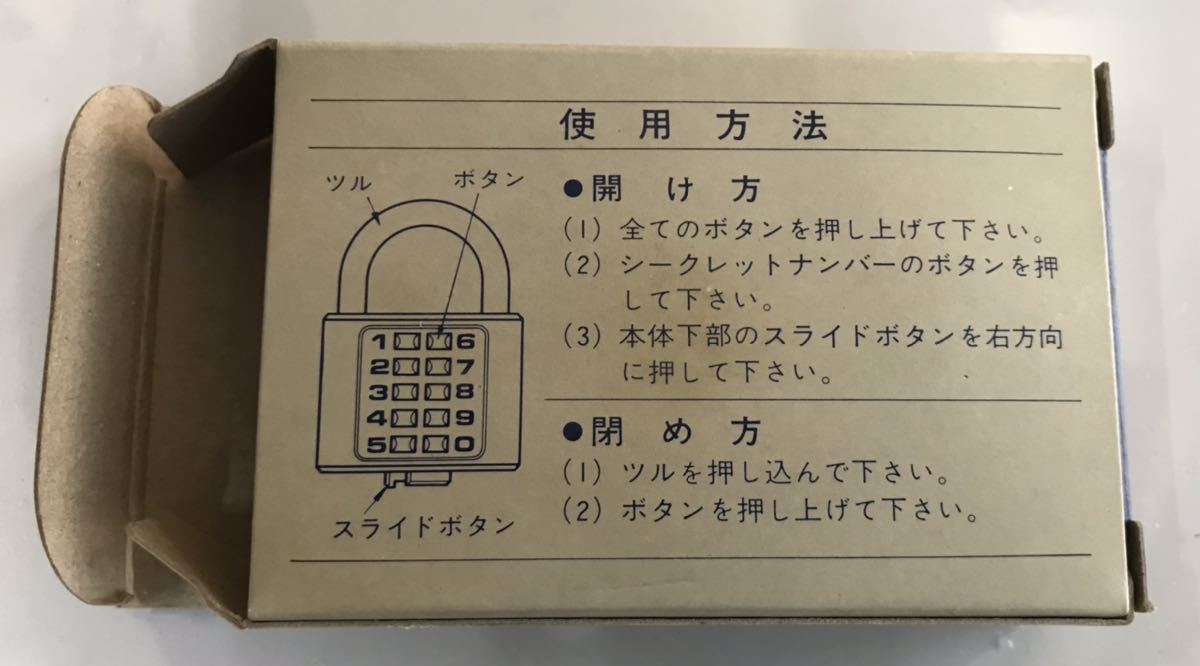 使用方法
ツル
ボタン
1 6
2 7
3 8
4 9
5 0
スライドボタン
●開け方
(1) 全てのボタンを押し上げて下さい。
(2) シークレットナンバーのボタンを押
して下さい。
(3) 本体下部のスライドボタンを右方向
に押して下さい。
●閉め方
(1) ツルを押し込んで下さい。
(2) ボタンを押し上げて下さい。